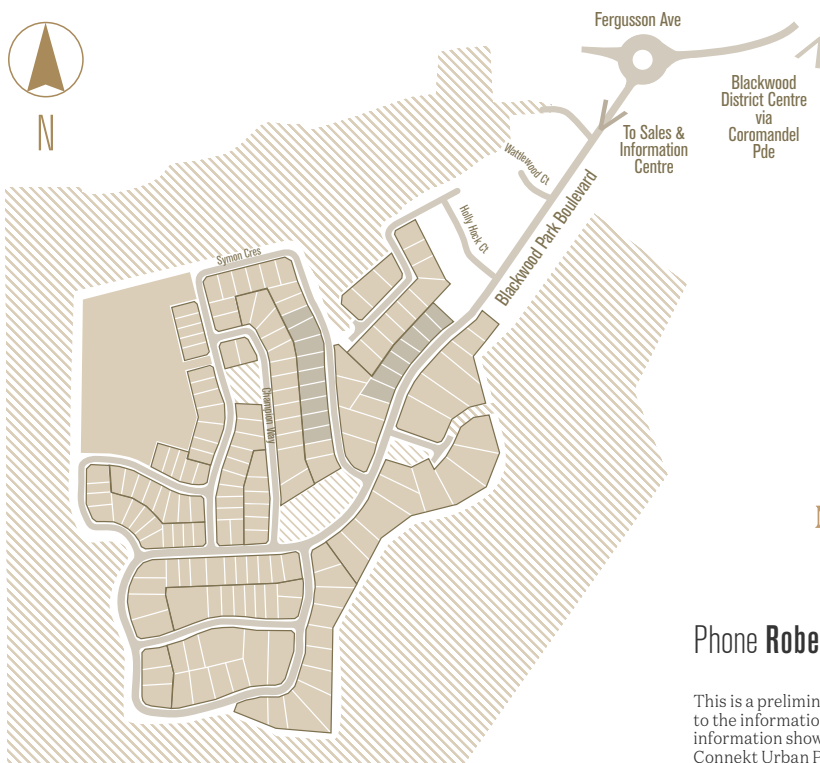 Fergusson Ave
N
Blackwood
District Centre
via
Coromandel
Pde
To Sales &
Information
Centre
Wattlewood Ct
Blackwood Park Boulevard
Holly Hock Ct
Symon Cres
Champion Way
Phone Robe
This is a prelimin
to the informatio
information show
Connekt Urban P